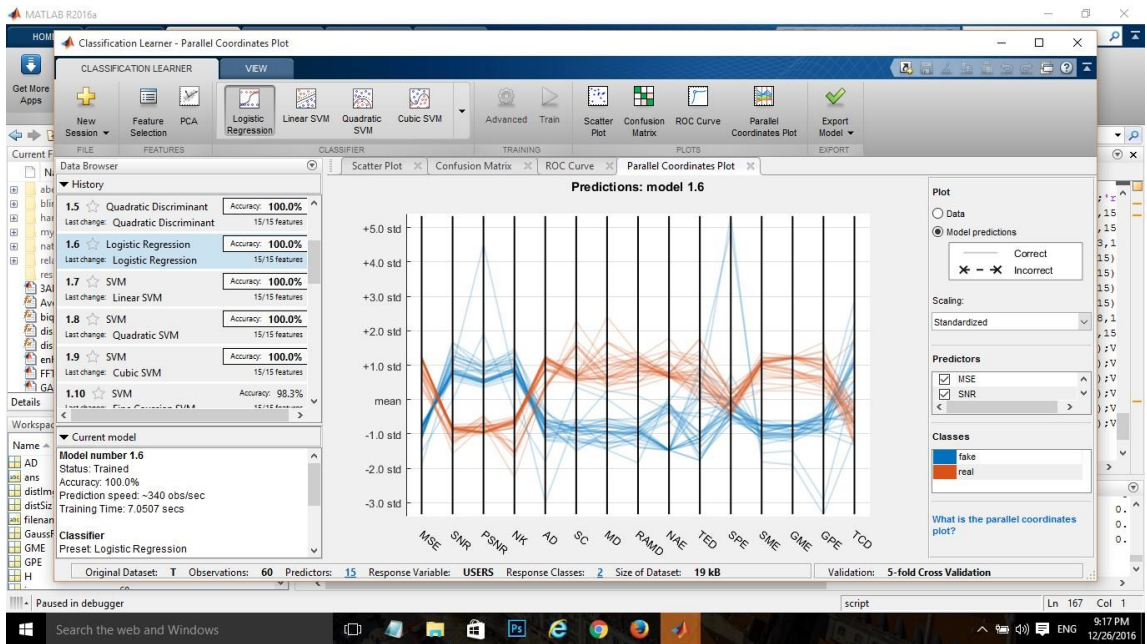 MATLAB R2016a
HOM
Get More
Apps
Classification Learner - Parallel Coordinates Plot
CLASSIFICATION LEARNER
VIEW
New
Session
Feature
Selection
PCA
Logistic
Regression
Linear SVM
Quadratic
SVM
Cubic SVM
Advanced
Train
Scatter
Plot
Confusion
Matrix
ROC Curve
Parallel
Coordinates Plot
Export
Model
FILE
FEATURES
CLASSIFIER
TRAINING
PLOTS
EXPORT
Current F
Data Browser
History
1.5 Quadratic Discriminant Accuracy: 100.0%
Last change: Quadratic Discriminant 15/15 features
1.6 Logistic Regression Accuracy: 100.0%
Last change: Logistic Regression 15/15 features
1.7 SVM Accuracy: 100.0%
Last change: Linear SVM 15/15 features
1.8 SVM Accuracy: 100.0%
Last change: Quadratic SVM 15/15 features
1.9 SVM Accuracy: 100.0%
Last change: Cubic SVM 15/15 features
1.10 SVM Accuracy: 98.3%
Current model
Model number 1.6
Status: Trained
Accuracy: 100.0%
Prediction speed: ~340 obs/sec
Training Time: 7.0507 secs
Classifier
Preset: Logistic Regression
Scatter Plot
Confusion Matrix
ROC Curve
Parallel Coordinates Plot
Predictions: model 1.6
+5.0 std
+4.0 std
+3.0 std
+2.0 std
+1.0 std
mean
-1.0 std
-2.0 std
-3.0 std
MSE SNR PSNR NK AD SC MD RAMD NAE TED SPE SME GME GPE TCD
Plot
Data
Model predictions
Correct
Incorrect
Scaling:
Standardized
Predictors
MSE
SNR
Classes
fake
real
What is the parallel coordinates
plot?
Original Dataset: T Observations: 60 Predictors: 15 Response Variable: USERS Response Classes: 2 Size of Dataset: 19 kB Validation: 5-fold Cross Validation
Details
Workspac
Name
AD
ans
distIm
distSiz
filenan
GaussF
GME
GPE
H
Paused in debugger
script
Ln 167 Col 1
Search the web and Windows
ENG
9:17 PM
12/26/2016